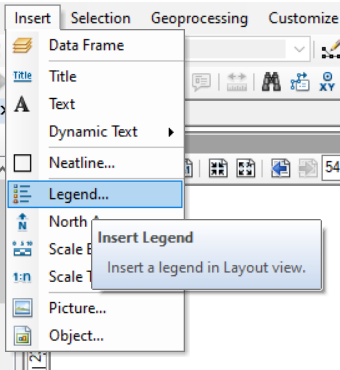 Insert Selection Geoprocessing Customize
Data Frame
Title Title
XY
A Text
Dynamic Text
Neatline...
54
Legend...
N North
Insert Legend
Scale
Insert a legend in Layout view.
1:n Scale
Picture...
Object...